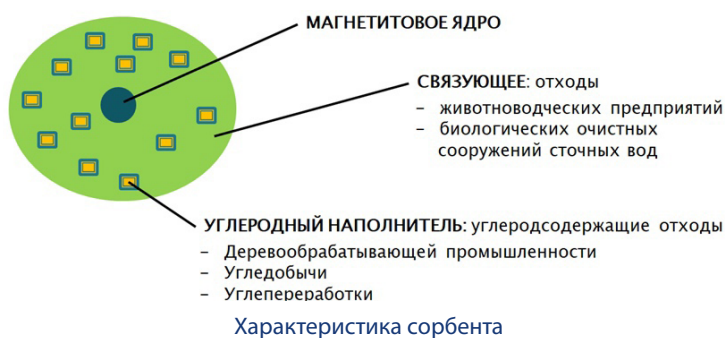 МАГНЕТИТОВОЕ ЯДРО
СВЯЗУЮЩЕЕ: отходы
– животноводческих предприятий
– биологических очистных
сооружений сточных вод
УГЛЕРОДНЫЙ НАПОЛНИТЕЛЬ: углеродсодержащие отходы
– Деревообрабатывающей промышленности
– Угледобычи
– Углепереработки
Характеристика сорбента